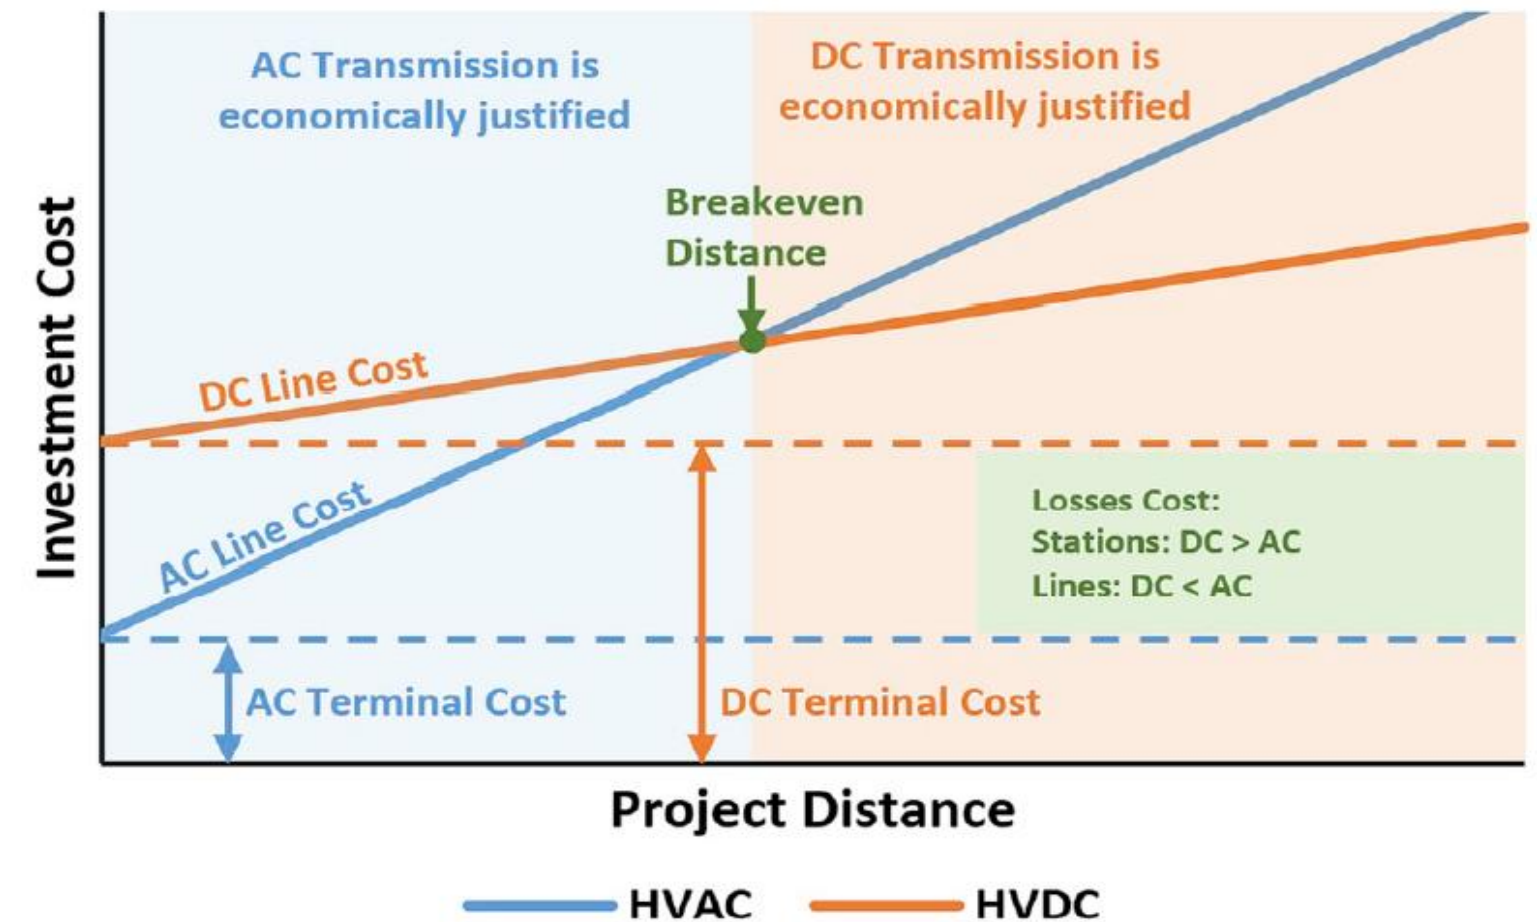 AC Transmission is
economically justified
DC Transmission is
economically justified
Breakeven
Distance
Investment Cost
DC Line Cost
AC Line Cost
Losses Cost:
Stations: DC > AC
Lines: DC < AC
AC Terminal Cost
DC Terminal Cost
Project Distance
HVAC
HVDC